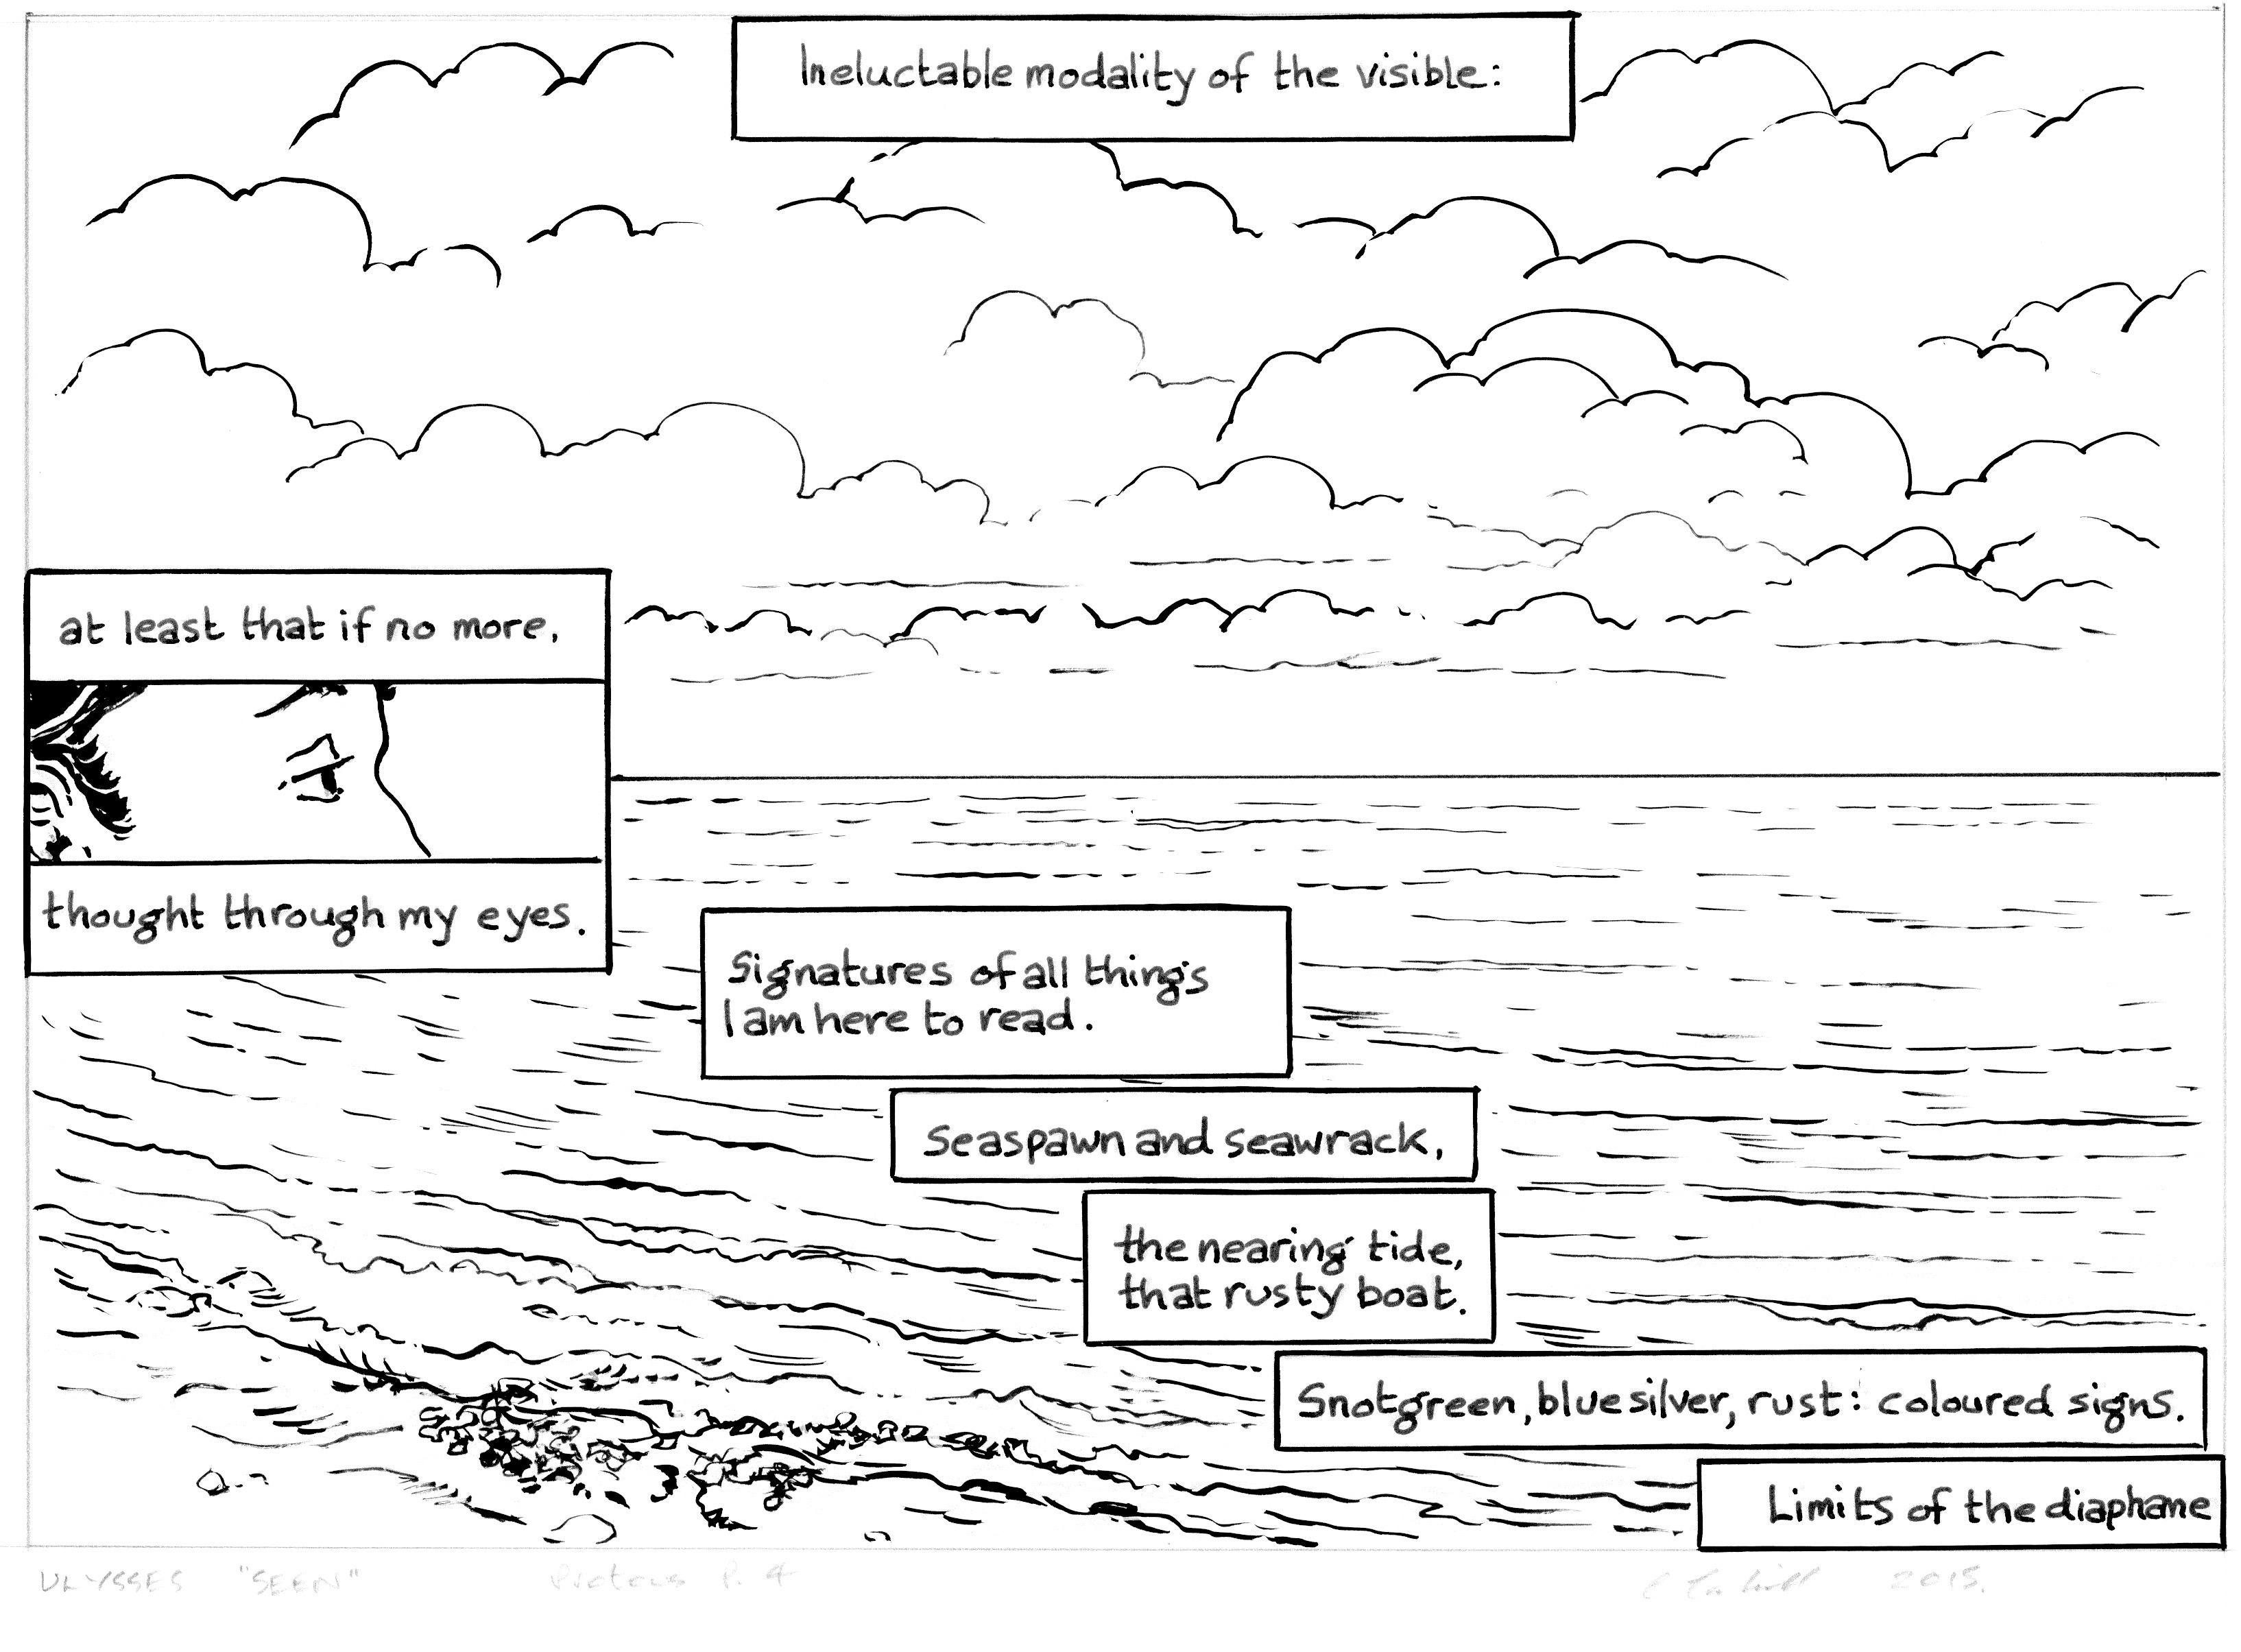 Ineluctable modality of the visible:
at least that if no more,
thought through my eyes.
Signatures of all things
I am here to read.
Seaspawn and seawrack,
the nearing tide,
that rusty boat.
Snotgreen, bluesilver, rust: coloured signs.
Limits of the diaphane
ULYSSES "SEEN" Proteus P. 4 2015.